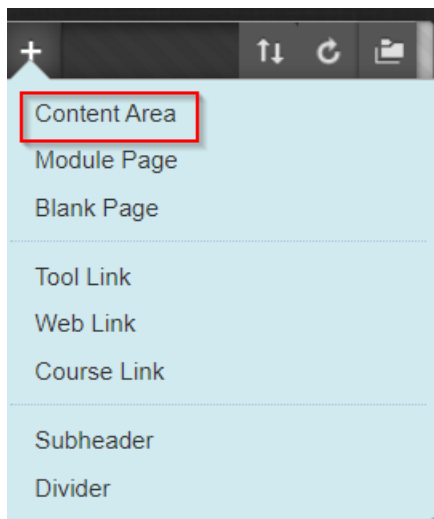 Content Area
Module Page
Blank Page
Tool Link
Web Link
Course Link
Subheader
Divider